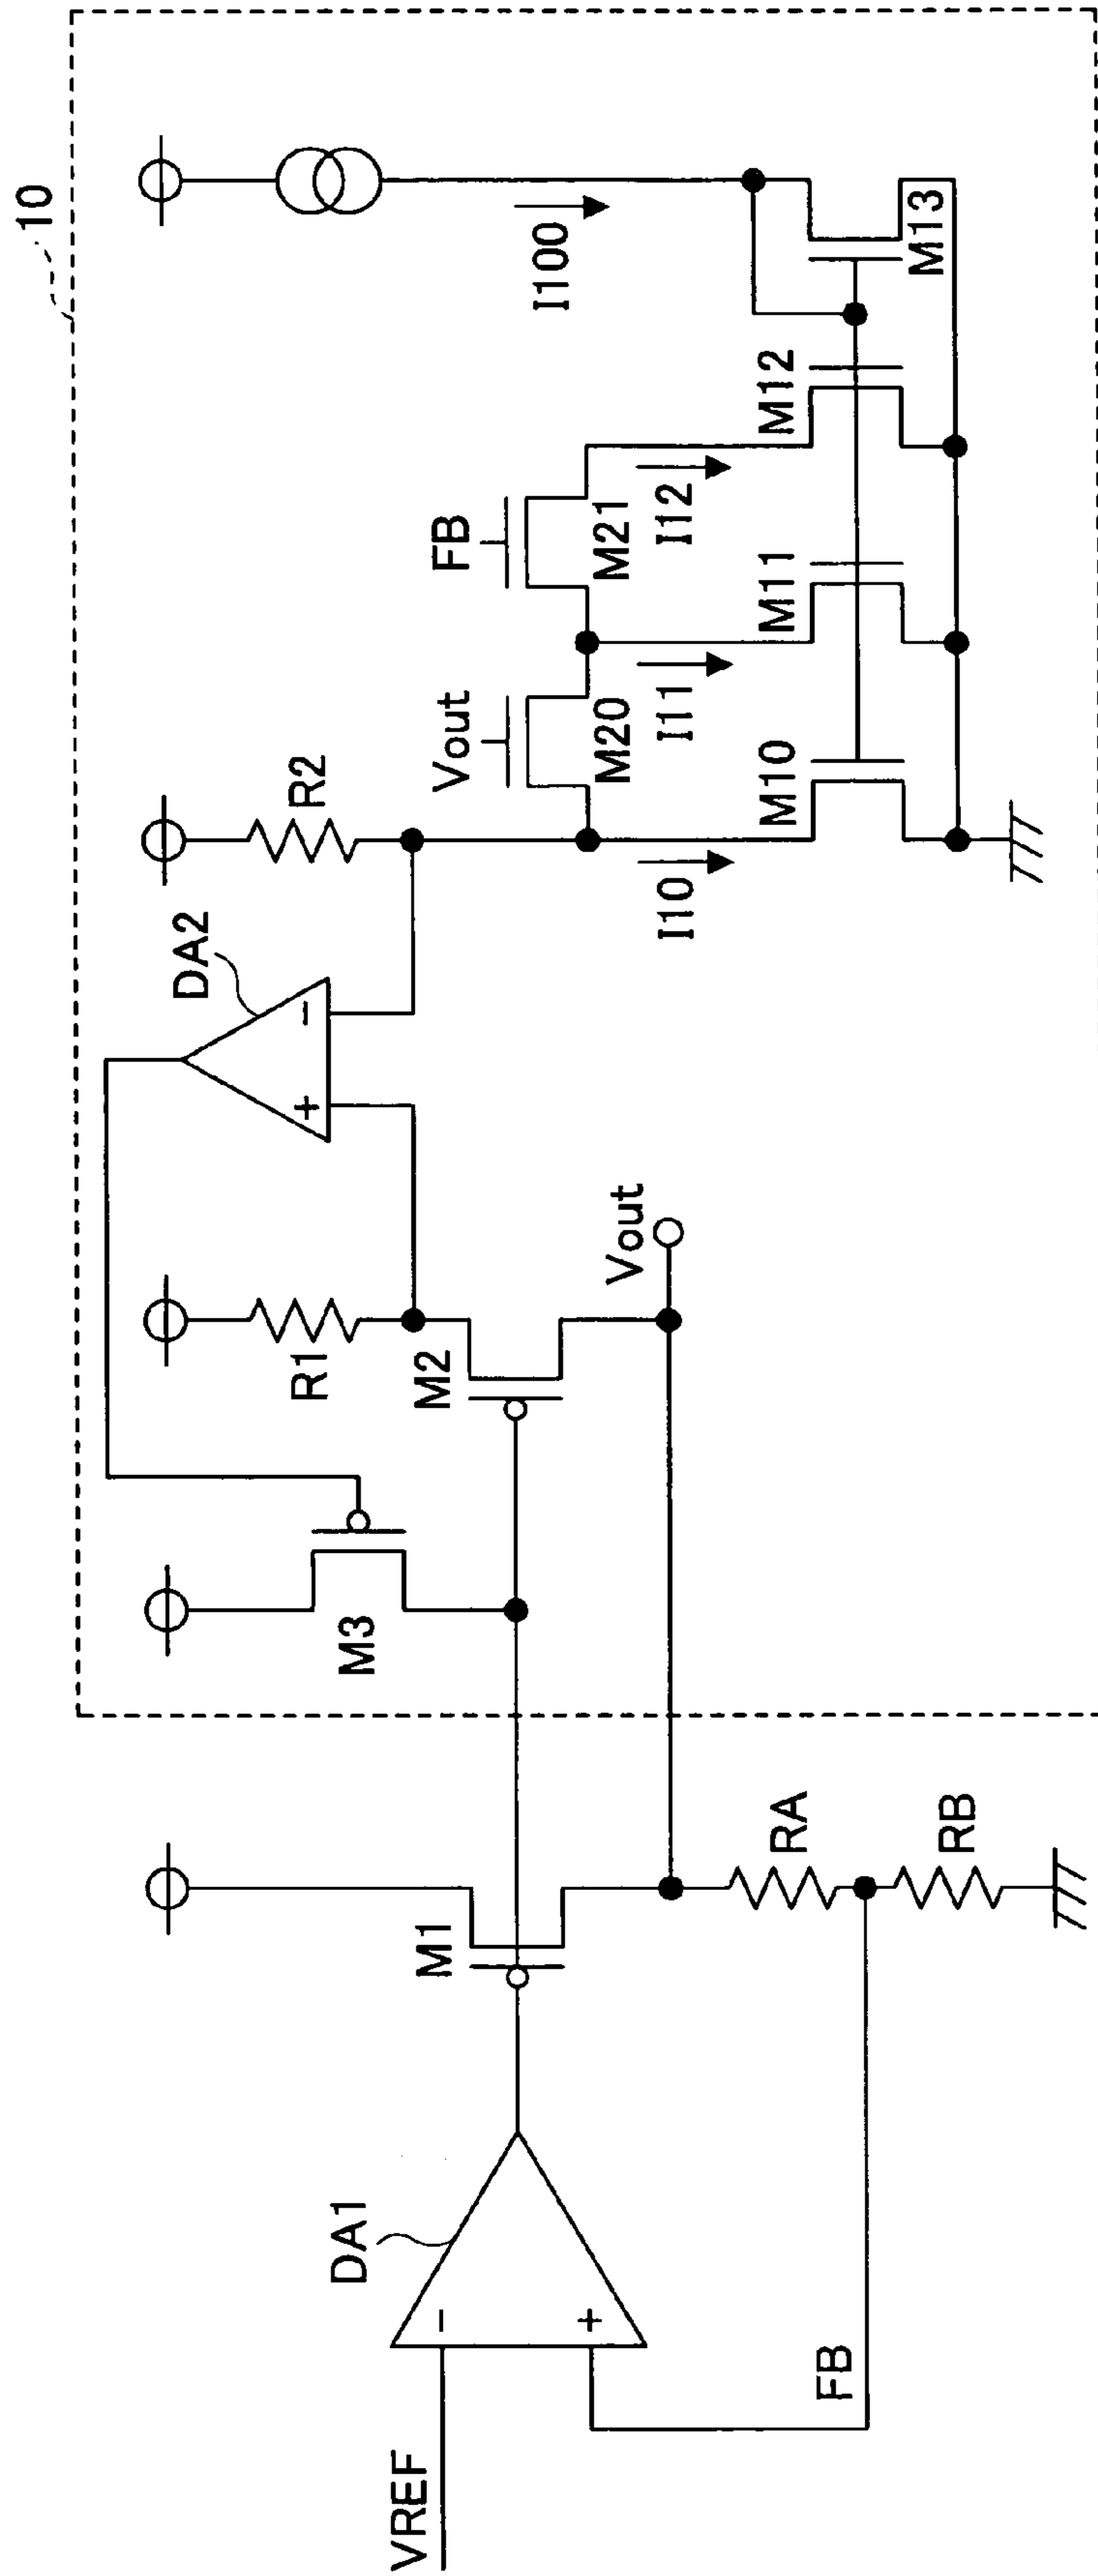 10
VREF
DA1
-
+
FB
M1
RA
RB
M3
R1
M2
Vout
DA2
+
-
R2
Vout
M20
FB
M21
I10
I11
I12
I100
M10
M11
M12
M13